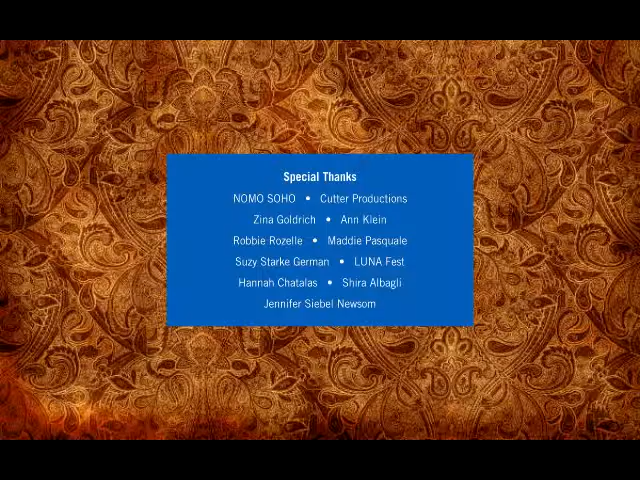 Special Thanks
NOMO SOHO • Cutter Productions
Zina Goldrich • Ann Klein
Robbie Rozelle • Maddie Pasquale
Suzy Starke German • LUNA Fest
Hannah Chatalas • Shira Albagli
Jennifer Siebel Newsom